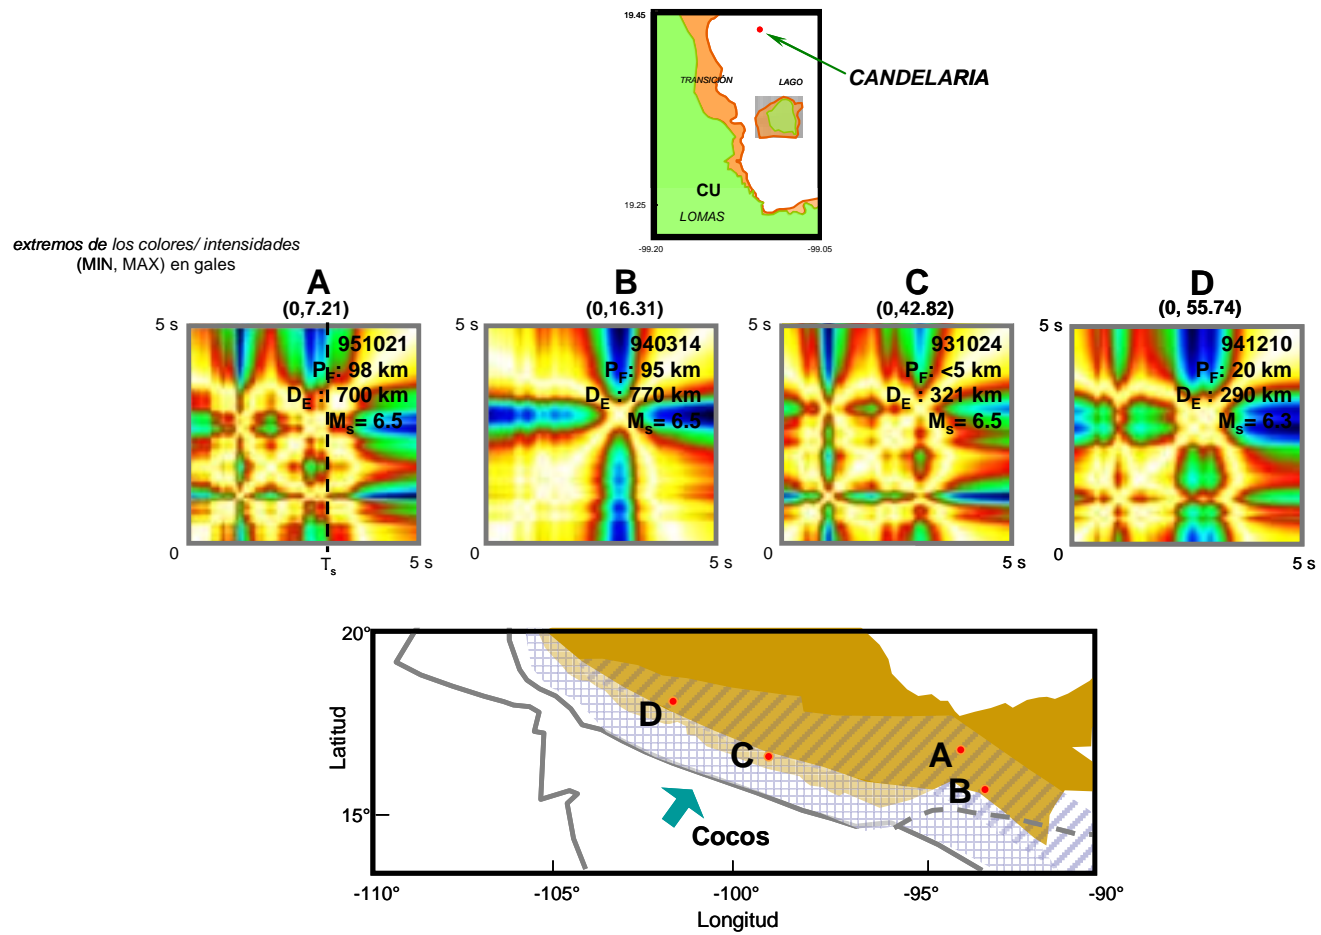 19.45
TRANSICIÓN
LAGO
CANDELARIA
CU
LOMAS
19.25
-99.20
-99.05
extremos de los colores/ intensidades
(MIN, MAX) en gales
A
(0,7.21)
5 s
951021
PF: 98 km
DE : 700 km
Ms= 6.5
0
Ts
5 s
B
(0,16.31)
5 s
940314
PF: 95 km
DE : 770 km
Ms= 6.5
0
5 s
C
(0,42.82)
5 s
931024
PF: <5 km
DE : 321 km
Ms= 6.5
0
5 s
D
(0, 55.74)
5 s
941210
PF: 20 km
DE : 290 km
Ms= 6.3
0
5 s
20°
Latitud
15°
D
C
A
B
Cocos
-110°
-105°
-100°
-95°
-90°
Longitud